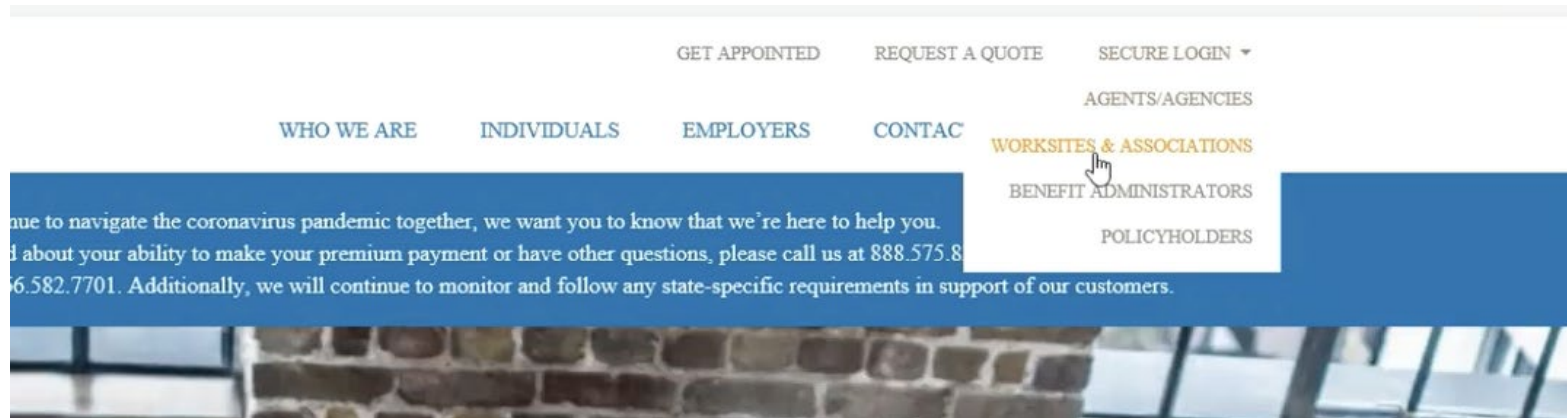 GET APPOINTED REQUEST A QUOTE SECURE LOGIN
AGENTS/AGENCIES
WHO WE ARE INDIVIDUALS EMPLOYERS CONTAC
WORKSITES & ASSOCIATIONS
BENEFIT ADMINISTRATORS
POLICYHOLDERS
nue to navigate the coronavirus pandemic together, we want you to know that we're here to help you.
about your ability to make your premium payment or have other questions, please call us at 888.575.8
6.582.7701. Additionally, we will continue to monitor and follow any state-specific requirements in support of our customers.